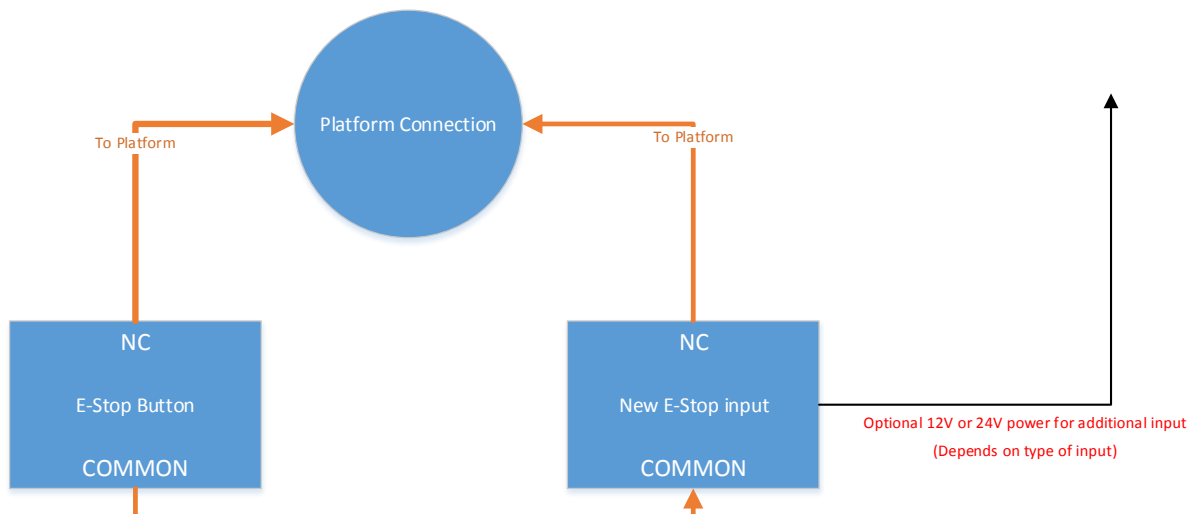 Platform Connection
To Platform
To Platform
NC
E-Stop Button
COMMON
NC
New E-Stop input
COMMON
Optional 12V or 24V power for additional input
(Depends on type of input)